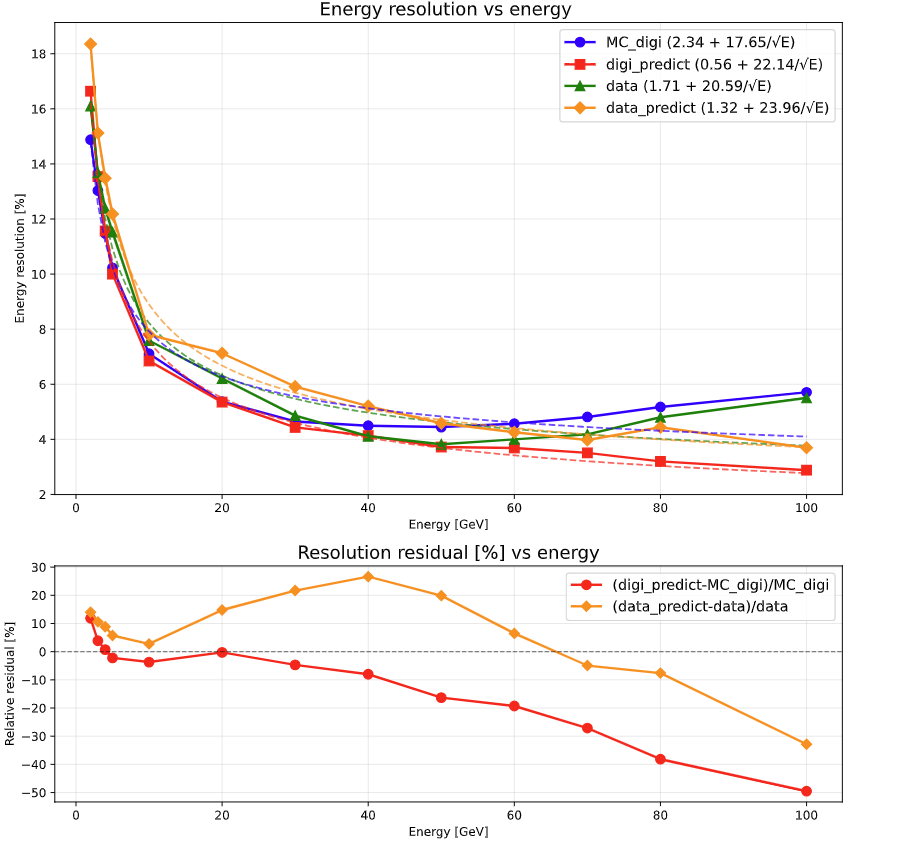 Energy resolution vs energy
MC_digi (2.34 + 17.65/√E)
digi_predict (0.56 + 22.14/√E)
data (1.71 + 20.59/√E)
data_predict (1.32 + 23.96/√E)
Energy resolution [%]
18
16
14
12
10
8
6
4
2
0 20 40 60 80 100
Energy [GeV]
Resolution residual [%] vs energy
(digi_predict-MC_digi)/MC_digi
(data_predict-data)/data
Relative residual [%]
30
20
10
0
−10
−20
−30
−40
−50
0 20 40 60 80 100
Energy [GeV]